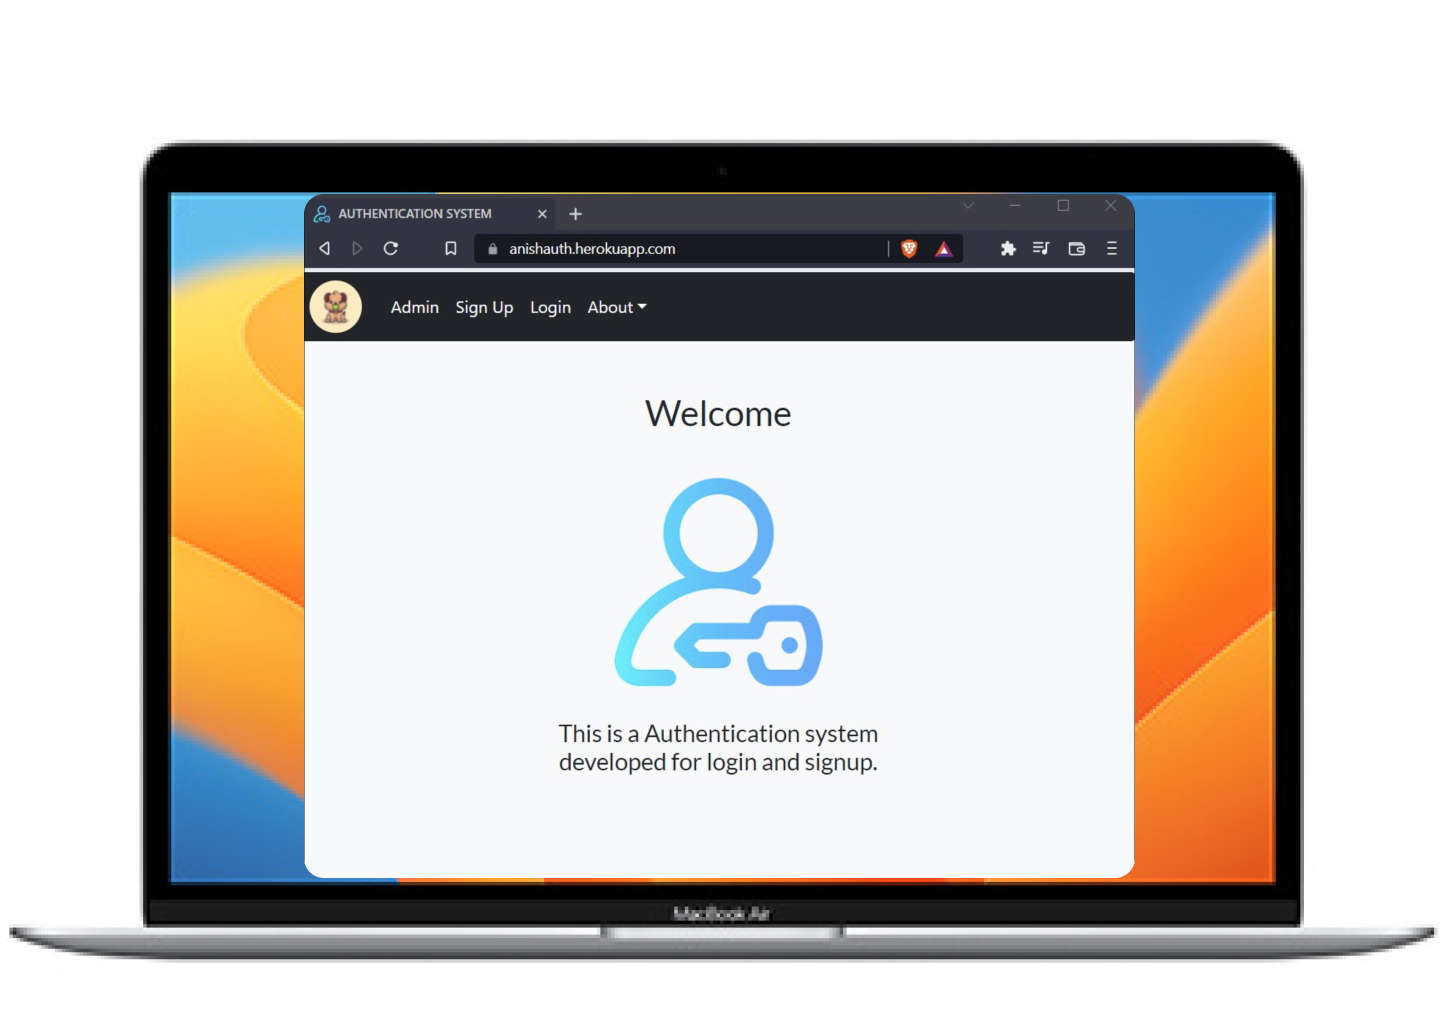 AUTHENTICATION SYSTEM
anishauth.herokuapp.com
Admin Sign Up Login About
Welcome
This is a Authentication system
developed for login and signup.
MacBook Air